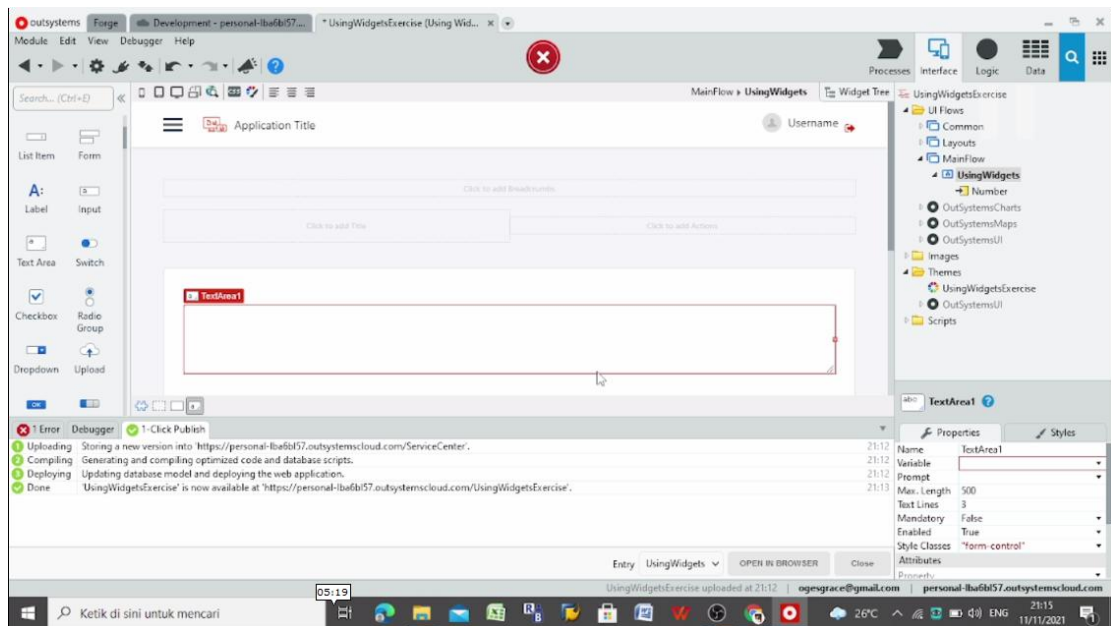 outsystems Forge Development - personal-lba6bl57.... * UsingWidgetsExercise (Using Wid...
Module Edit View Debugger Help
Processes Interface Logic Data
Search... (Ctrl+E)
MainFlow UsingWidgets Widget Tree
UsingWidgetsExercise
UI Flows
Common
Layouts
MainFlow
UsingWidgets
Number
OutSystemsCharts
OutSystemsMaps
OutSystemsUI
Images
Themes
UsingWidgetsExercise
OutSystemsUI
Scripts
List Item Form
Label Input
Text Area Switch
Checkbox Radio Group
Dropdown Upload
Application Title
Username
Click to add Breadcrumbs
Click to add Title Click to add Actions
TextArea1
TextArea1
Properties Styles
Name TextArea1
Variable
Prompt
Max. Length 500
Text Lines 3
Mandatory False
Enabled True
Style Classes "form-control"
Attributes
Property
1 Error Debugger 1-Click Publish
1 Uploading Storing a new version into 'https://personal-lba6bl57.outsystemscloud.com/ServiceCenter'. 21:12
2 Compiling Generating and compiling optimized code and database scripts. 21:12
3 Deploying Updating database model and deploying the web application. 21:12
Done 'UsingWidgetsExercise' is now available at 'https://personal-lba6bl57.outsystemscloud.com/UsingWidgetsExercise'. 21:13
Entry UsingWidgets OPEN IN BROWSER Close
UsingWidgetsExercise uploaded at 21:12 | ogesgrace@gmail.com | personal-lba6bl57.outsystemscloud.com
05:19
Ketik di sini untuk mencari
26°C ENG 21:15
11/11/2021